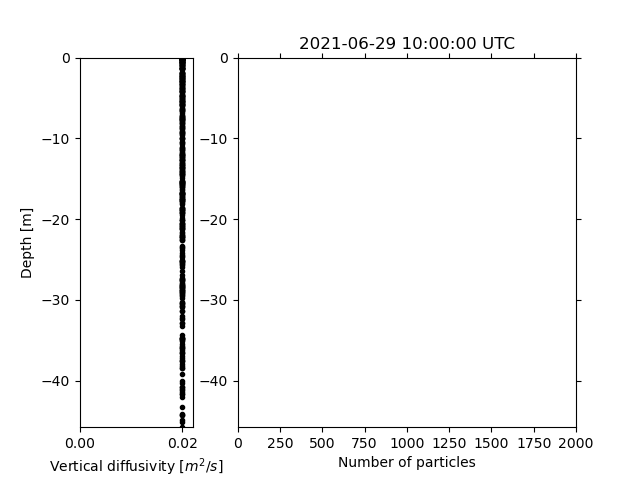 2021-06-29 10:00:00 UTC
Depth [m]
0
−10
−20
−30
−40
0.00 0.02
Vertical diffusivity [m²/s]
0
−10
−20
−30
−40
0 250 500 750 1000 1250 1500 1750 2000
Number of particles